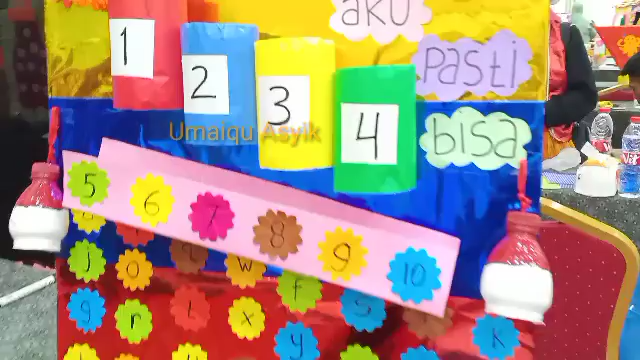 aku
1 2 3 4
pasti
bisa
Umaiqu Asyik
5 6 7 8 9 10
j o w f
g r i x y s k